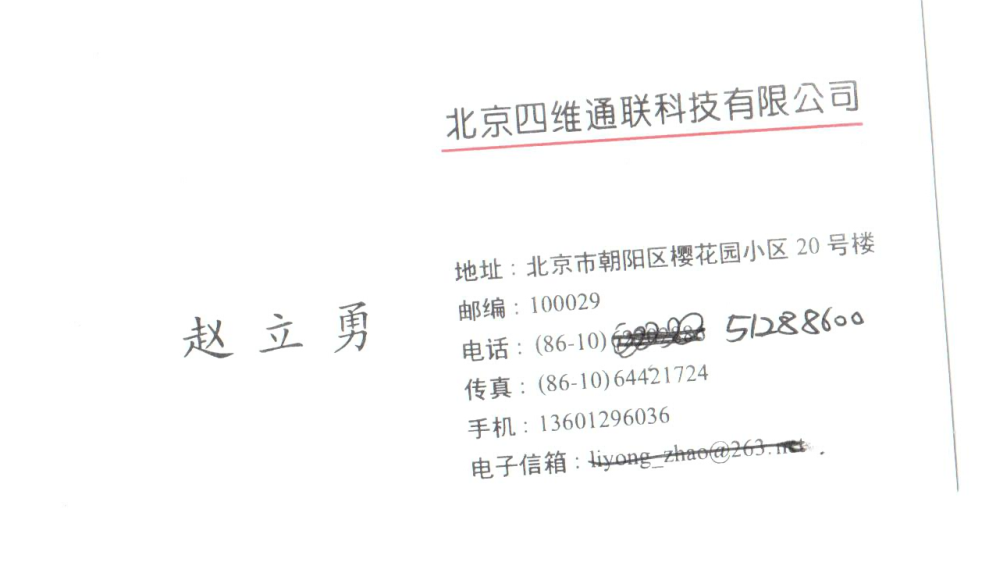 北京四维通联科技有限公司
地址：北京市朝阳区樱花园小区 20 号楼
邮编：100029
赵立勇
电话：(86-10) 51288600
传真：(86-10)64421724
手机：13601296036
电子信箱：liyong_zhao@263.net